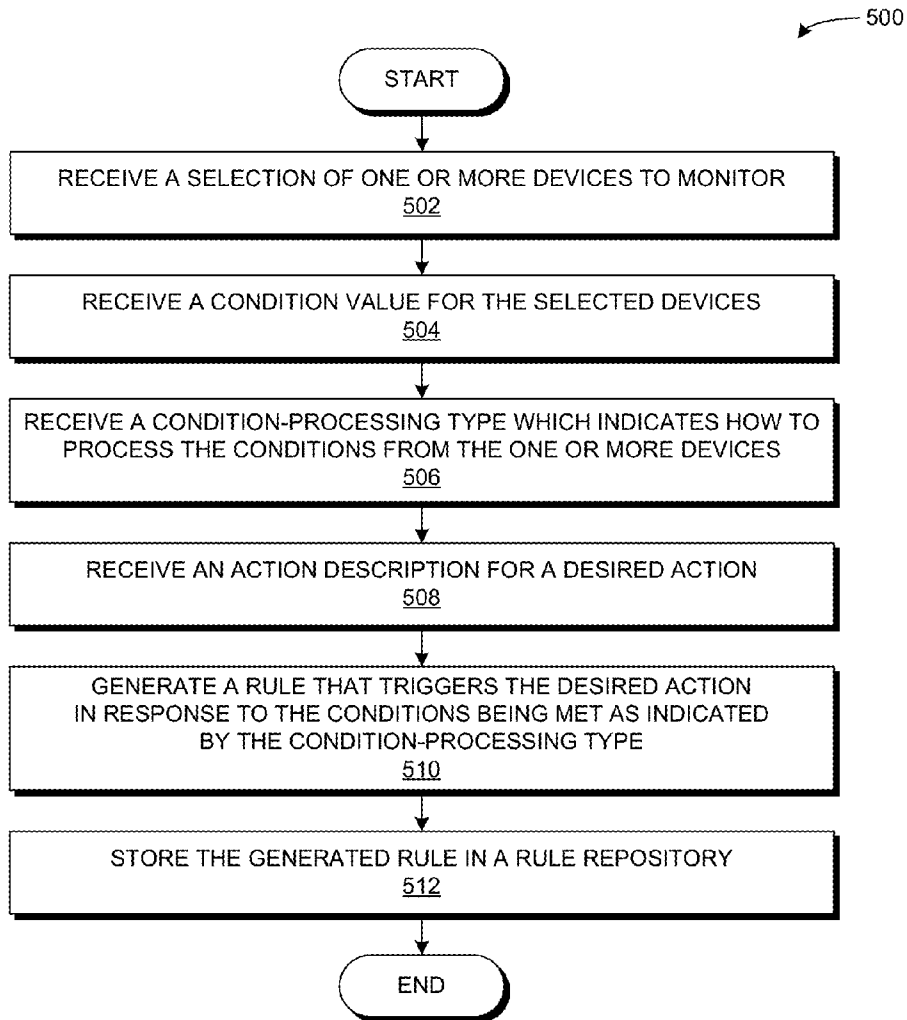 500
START
RECEIVE A SELECTION OF ONE OR MORE DEVICES TO MONITOR
502
RECEIVE A CONDITION VALUE FOR THE SELECTED DEVICES
504
RECEIVE A CONDITION-PROCESSING TYPE WHICH INDICATES HOW TO
PROCESS THE CONDITIONS FROM THE ONE OR MORE DEVICES
506
RECEIVE AN ACTION DESCRIPTION FOR A DESIRED ACTION
508
GENERATE A RULE THAT TRIGGERS THE DESIRED ACTION
IN RESPONSE TO THE CONDITIONS BEING MET AS INDICATED
BY THE CONDITION-PROCESSING TYPE
510
STORE THE GENERATED RULE IN A RULE REPOSITORY
512
END